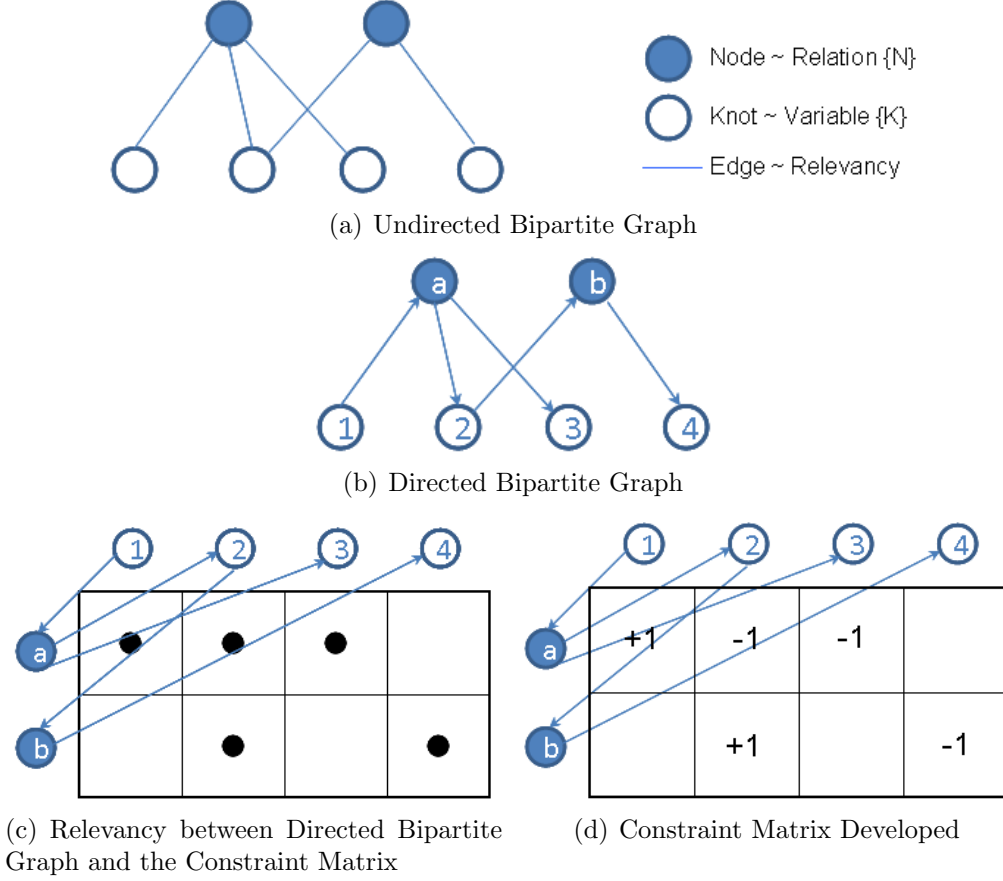 Node ~ Relation {N}
Knot ~ Variable {K}
Edge ~ Relevancy
(a) Undirected Bipartite Graph
a b
1 2 3 4
(b) Directed Bipartite Graph
1 2 3 4
a
b
(c) Relevancy between Directed Bipartite
Graph and the Constraint Matrix
1 2 3 4
a +1 -1 -1
b +1 -1
(d) Constraint Matrix Developed